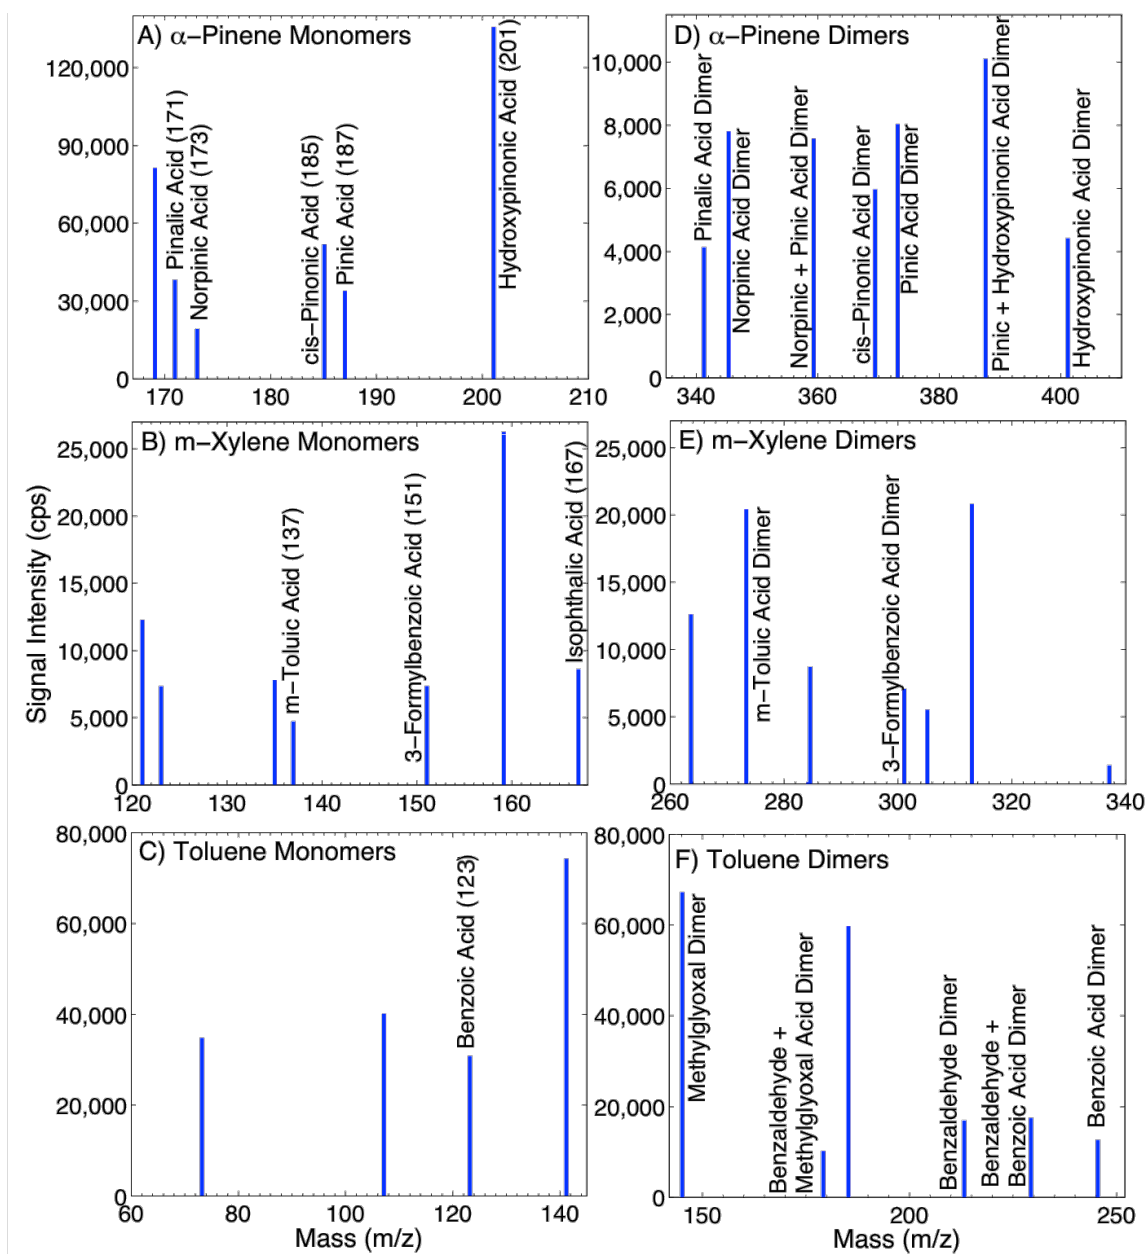 A) α−Pinene Monomers
120,000
90,000
60,000
30,000
0
Pinalic Acid (171)
Norpinic Acid (173)
cis−Pinonic Acid (185)
Pinic Acid (187)
Hydroxypinonic Acid (201)
170
180
190
200
210
D) α−Pinene Dimers
10,000
8,000
6,000
4,000
2,000
0
Pinalic Acid Dimer
Norpinic Acid Dimer
Norpinic + Pinic Acid Dimer
cis−Pinonic Acid Dimer
Pinic Acid Dimer
Pinic + Hydroxypinonic Acid Dimer
Hydroxypinonic Acid Dimer
340
360
380
400
B) m−Xylene Monomers
25,000
20,000
15,000
10,000
5,000
0
Signal Intensity (cps)
m−Toluic Acid (137)
3−Formylbenzoic Acid (151)
Isophthalic Acid (167)
120
130
140
150
160
E) m−Xylene Dimers
25,000
20,000
15,000
10,000
5,000
0
m−Toluic Acid Dimer
3−Formylbenzoic Acid Dimer
260
280
300
320
340
C) Toluene Monomers
80,000
60,000
40,000
20,000
0
Benzoic Acid (123)
60
80
100
120
140
Mass (m/z)
F) Toluene Dimers
80,000
60,000
40,000
20,000
0
Methylglyoxal Dimer
Benzaldehyde +
Methylglyoxal Acid Dimer
Benzaldehyde Dimer
Benzaldehyde +
Benzoic Acid Dimer
Benzoic Acid Dimer
150
200
250
Mass (m/z)